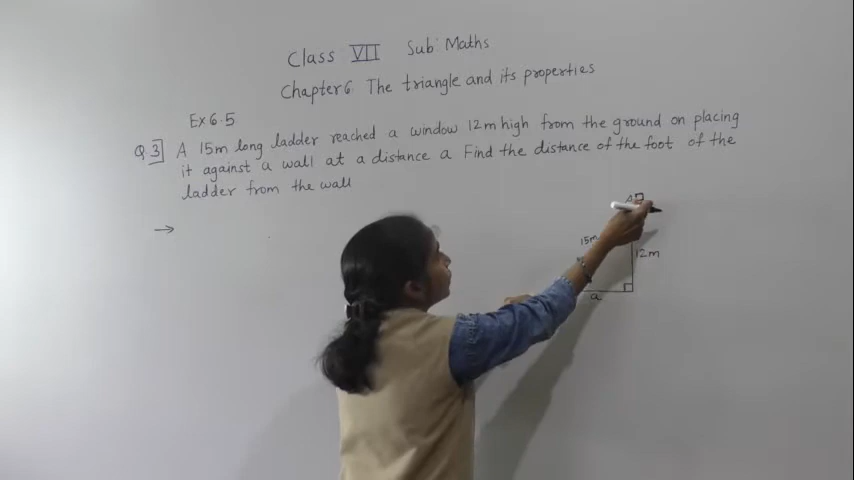 Class VII Sub: Maths
Chapter 6 The triangle and its properties
Ex 6.5
Q.3] A 15m long ladder reached a window 12m high from the ground on placing
it against a wall at a distance a Find the distance of the foot of the
ladder from the wall
→
A
15m
12m
a